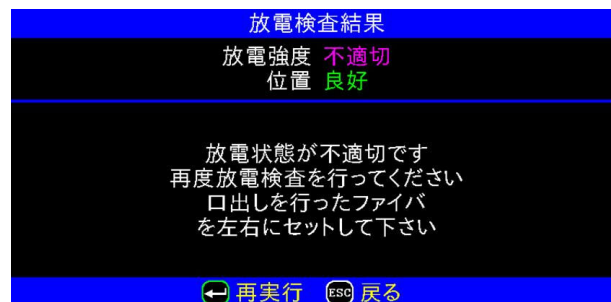 放電検査結果
放電強度 不適切
位置 良好
放電状態が不適切です
再度放電検査を行ってください
口出しを行ったファイバ
を左右にセットして下さい
再実行 ESC 戻る